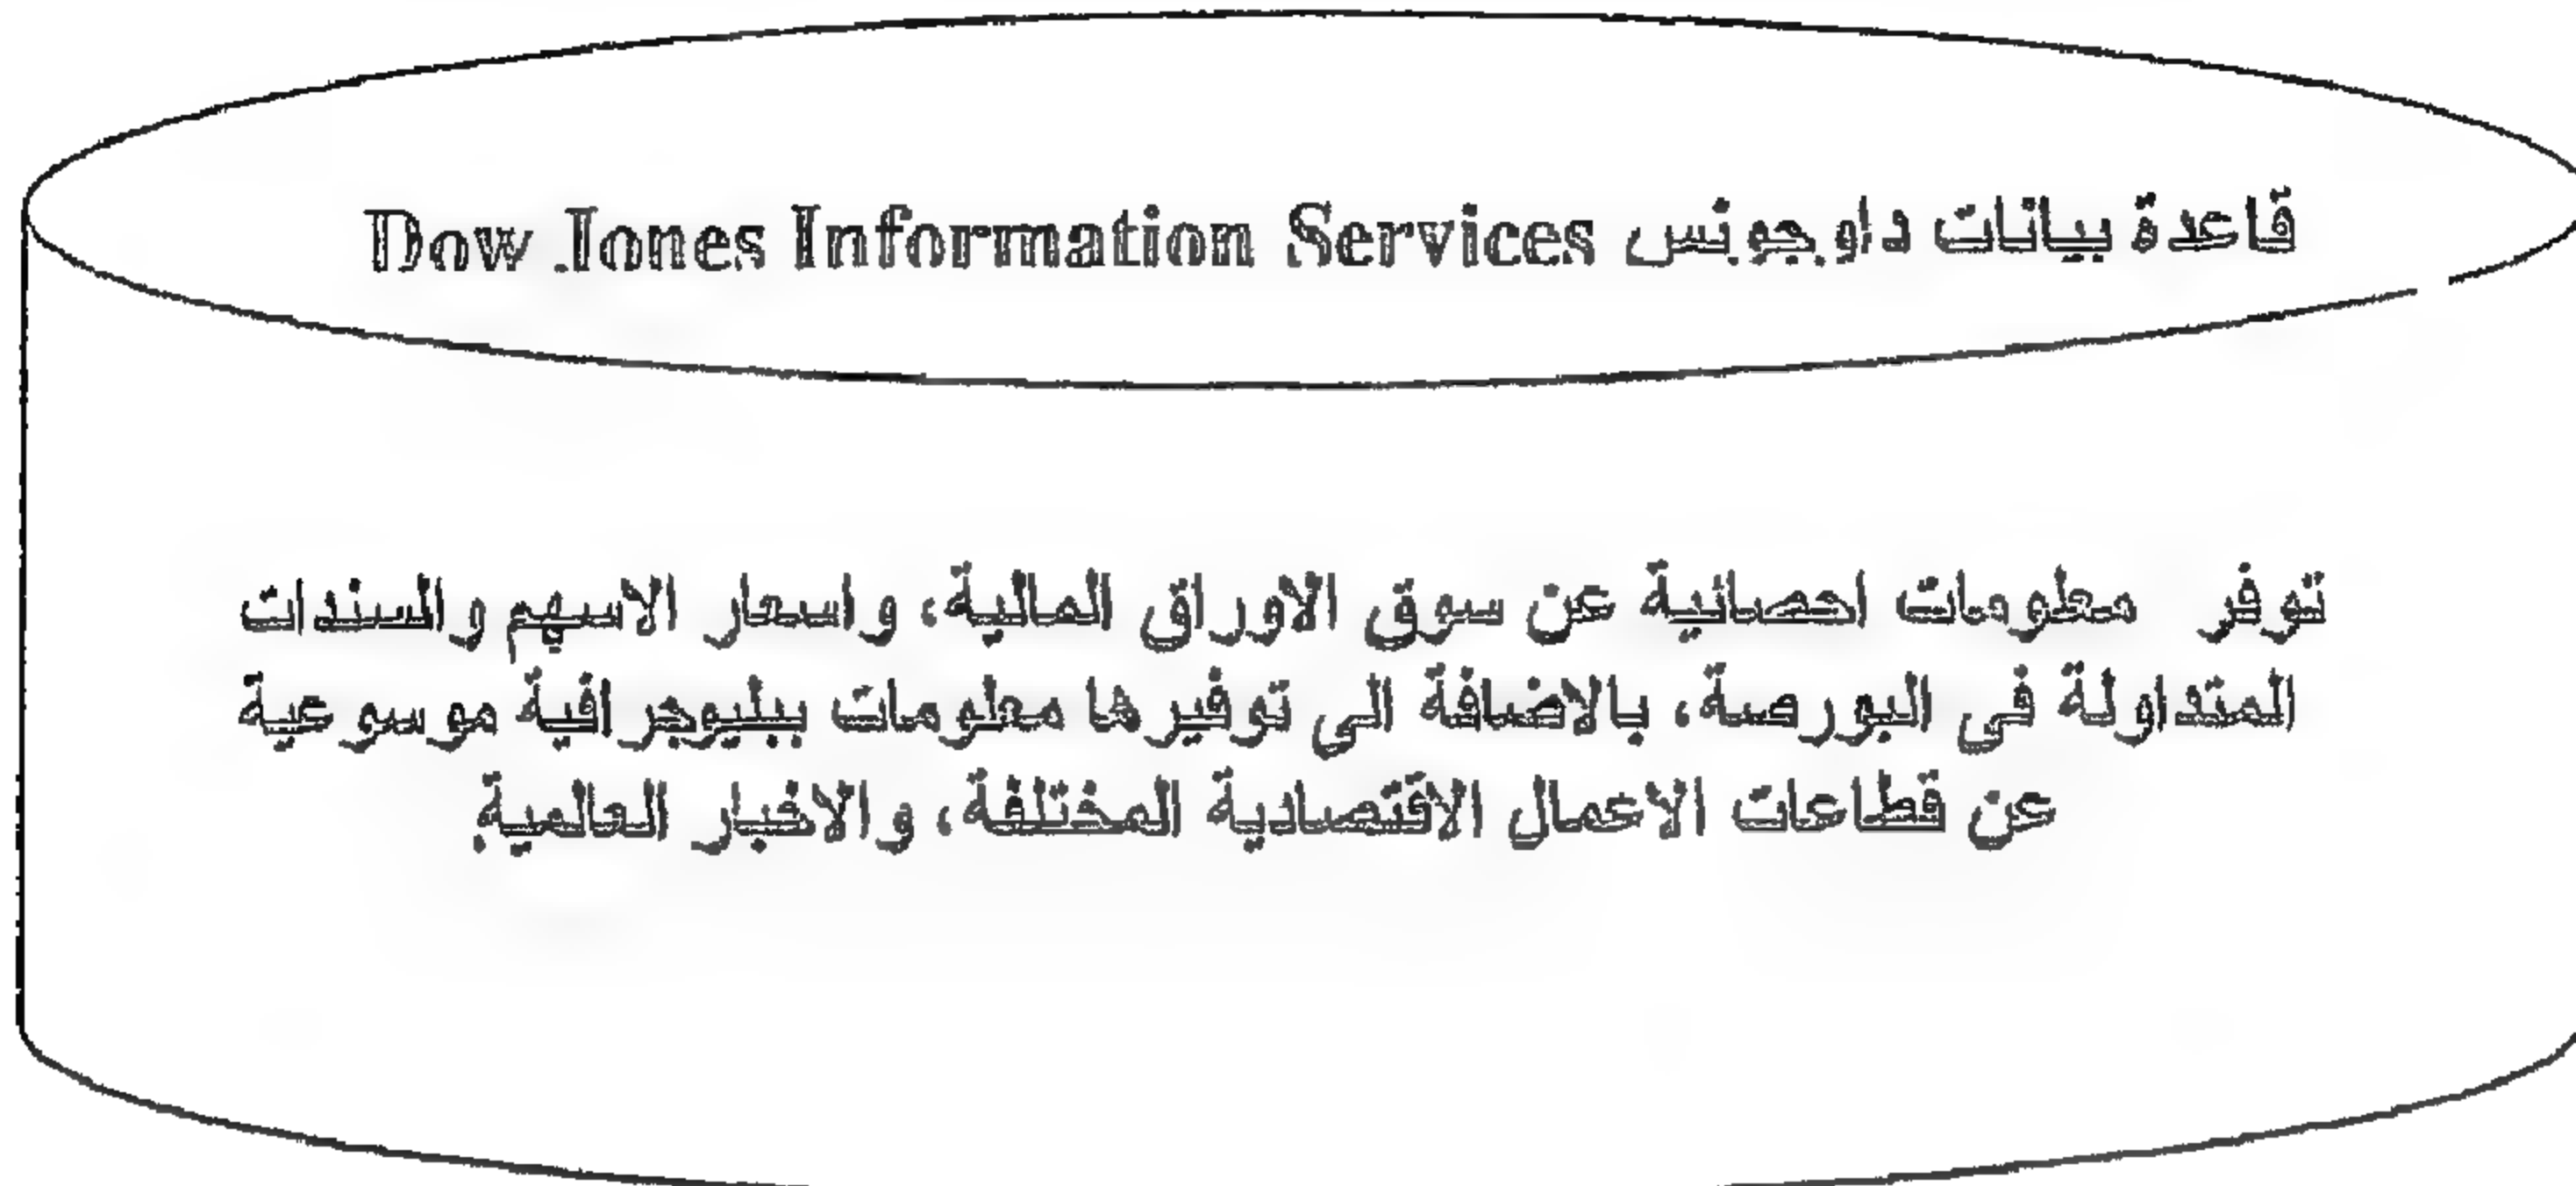 قاعدة بيانات داوجونس Dow Jones Information Services
توفر معلومات احصائية عن سوق الاوراق المالية، واسعار الاسهم والسندات
المتداولة فى البورصة، بالاضافة الى توفيرها معلومات ببليوجرافية موسوعية
عن قطاعات الاعمال الاقتصادية المختلفة، والاخبار العالمية.